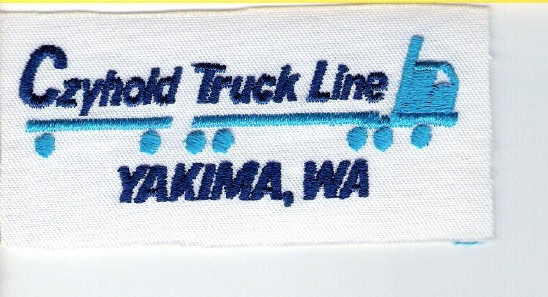 Czyhold Truck Line
YAKIMA, WA